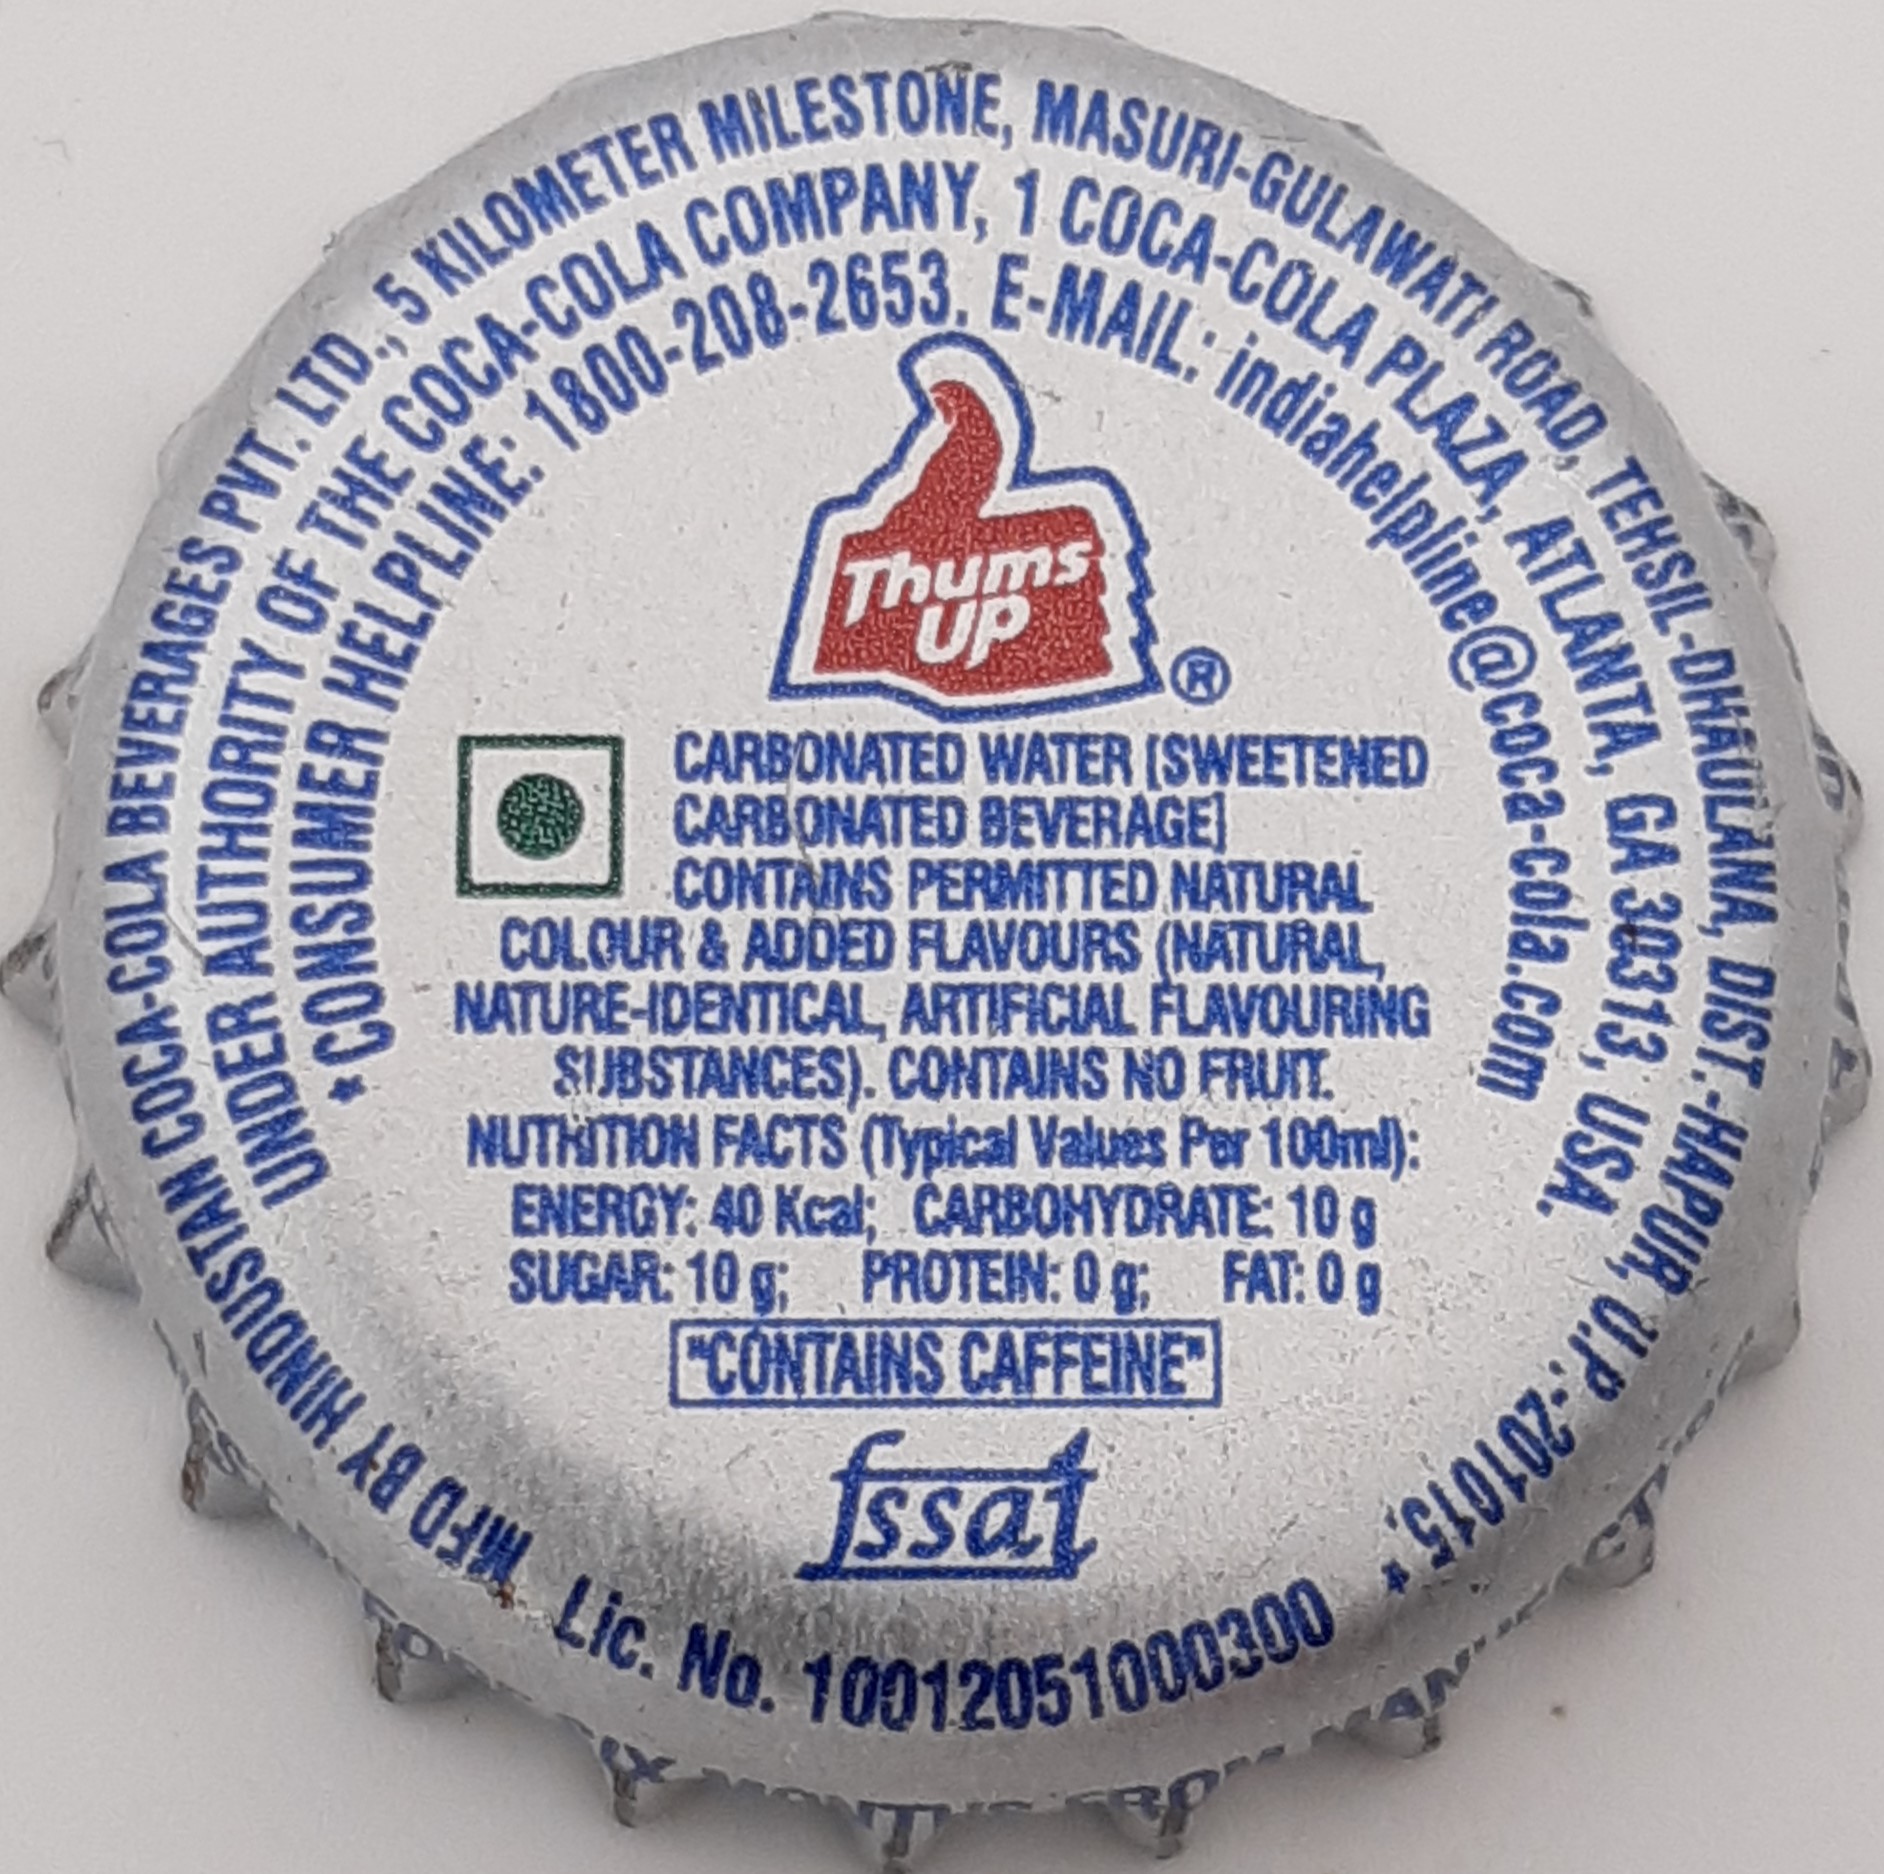 MFD BY HINDUSTAN COCA-COLA BEVERAGES PVT. LTD., 5 KILOMETER MILESTONE, MASURI-GULAWATI ROAD, TEHSIL-DHAULANA, DIST.-HAPUR, U.P.-201015. *
UNDER AUTHORITY OF THE COCA-COLA COMPANY, 1 COCA-COLA PLAZA, ATLANTA, GA 30313, USA.
* CONSUMER HELPLINE: 1800-208-2653. E-MAIL: indiahelpline@coca-cola.com
Thums
UP
®
CARBONATED WATER [SWEETENED
CARBONATED BEVERAGE]
CONTAINS PERMITTED NATURAL
COLOUR & ADDED FLAVOURS (NATURAL,
NATURE-IDENTICAL, ARTIFICIAL FLAVOURING
SUBSTANCES). CONTAINS NO FRUIT.
NUTRITION FACTS (Typical Values Per 100ml):
ENERGY: 40 Kcal; CARBOHYDRATE: 10 g
SUGAR: 10 g; PROTEIN: 0 g; FAT: 0 g
"CONTAINS CAFFEINE"
fssai
Lic. No. 10012051000300
MONTHS FROM